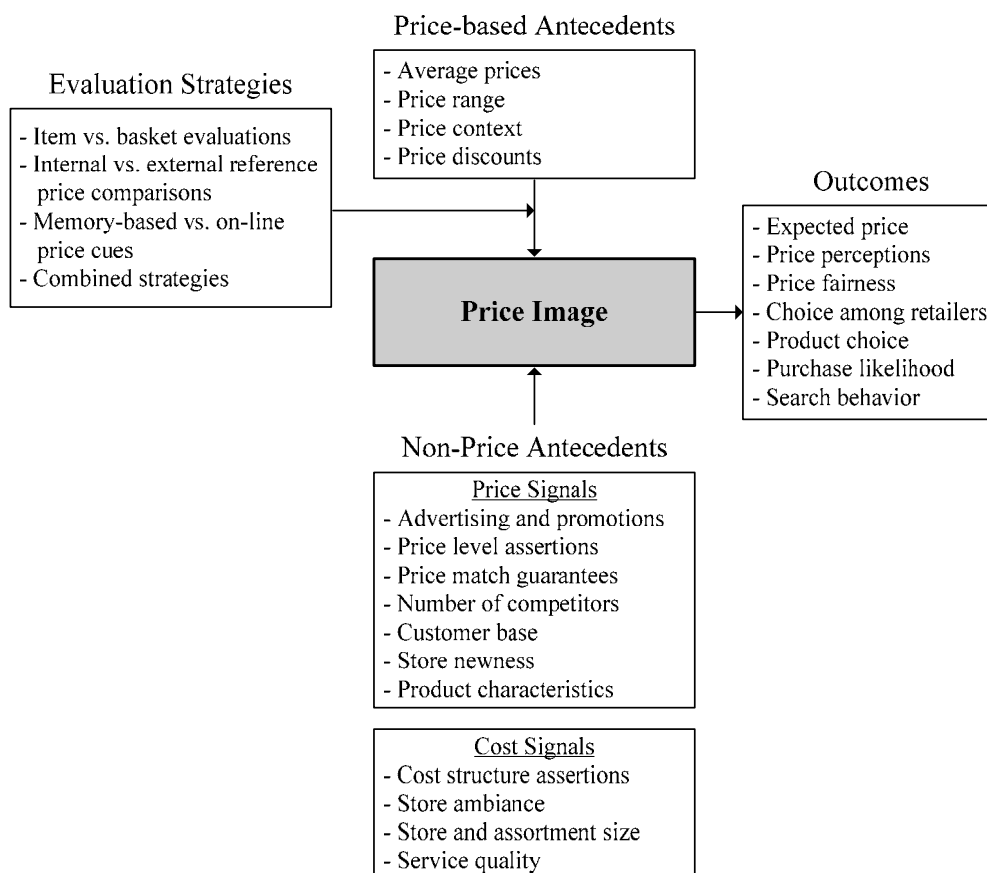 Price-based Antecedents
- Average prices
- Price range
- Price context
- Price discounts
Evaluation Strategies
- Item vs. basket evaluations
- Internal vs. external reference
price comparisons
- Memory-based vs. on-line
price cues
- Combined strategies
Price Image
Outcomes
- Expected price
- Price perceptions
- Price fairness
- Choice among retailers
- Product choice
- Purchase likelihood
- Search behavior
Non-Price Antecedents
Price Signals
- Advertising and promotions
- Price level assertions
- Price match guarantees
- Number of competitors
- Customer base
- Store newness
- Product characteristics
Cost Signals
- Cost structure assertions
- Store ambiance
- Store and assortment size
- Service quality